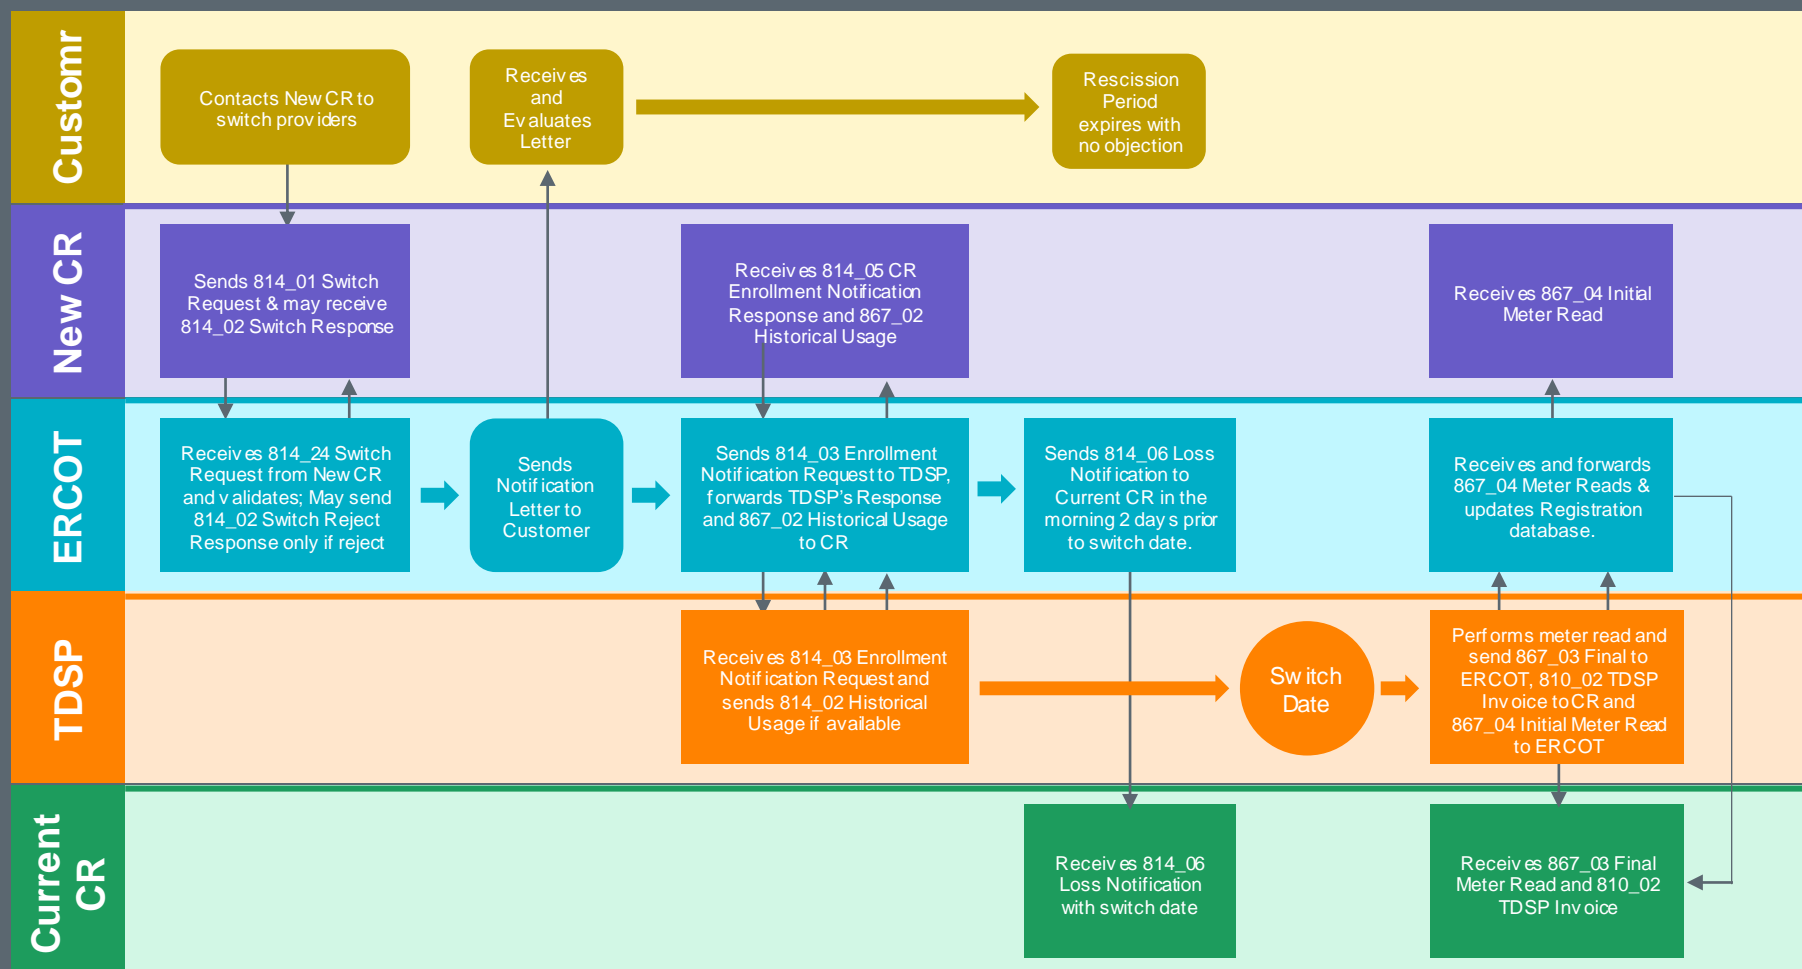 Customr
Contacts New CR to
switch providers
Receives
and
Evaluates
Letter
Rescission
Period
expires with
no objection
New CR
Sends 814_01 Switch
Request & may receive
814_02 Switch Response
Receives 814_05 CR
Enrollment Notification
Response and 867_02
Historical Usage
Receives 867_04 Initial
Meter Read
ERCOT
Receives 814_24 Switch
Request from New CR
and validates; May send
814_02 Switch Reject
Response only if reject
Sends
Notification
Letter to
Customer
Sends 814_03 Enrollment
Notification Request to TDSP,
forwards TDSP's Response
and 867_02 Historical Usage
to CR
Sends 814_06 Loss
Notification to
Current CR in the
morning 2 days prior
to switch date.
Receives and forwards
867_04 Meter Reads &
updates Registration
database.
TDSP
Receives 814_03 Enrollment
Notification Request and
sends 814_02 Historical
Usage if available
Switch
Date
Performs meter read and
send 867_03 Final to
ERCOT, 810_02 TDSP
Invoice to CR and
867_04 Initial Meter Read
to ERCOT
Current
CR
Receives 814_06
Loss Notification
with switch date
Receives 867_03 Final
Meter Read and 810_02
TDSP Invoice